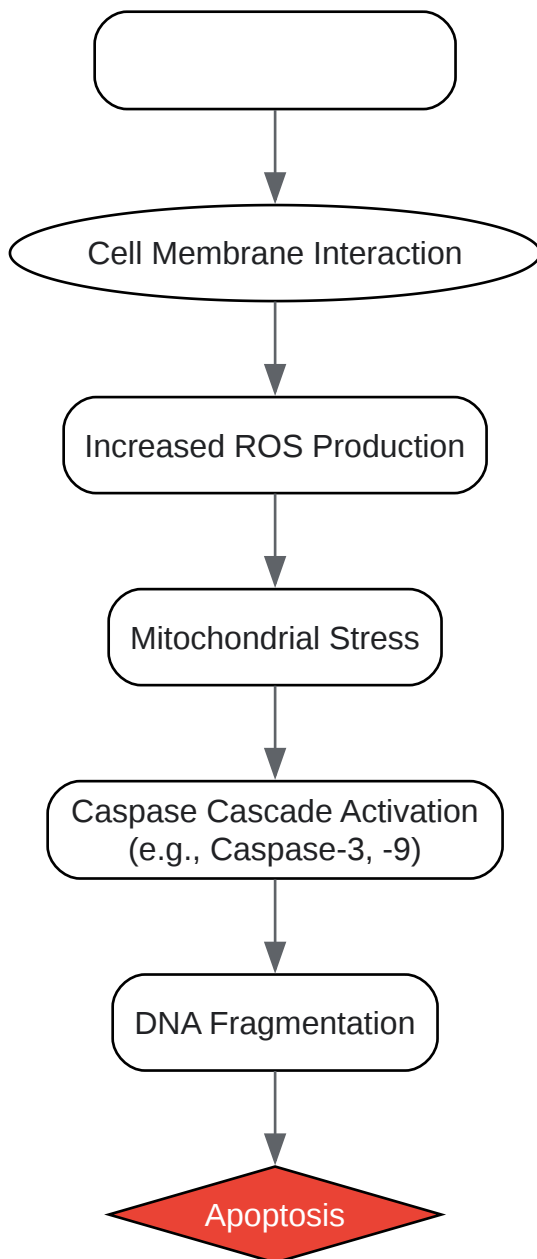 Cell Membrane Interaction
Increased ROS Production
Mitochondrial Stress
Caspase Cascade Activation
(e.g., Caspase-3, -9)
DNA Fragmentation
Apoptosis